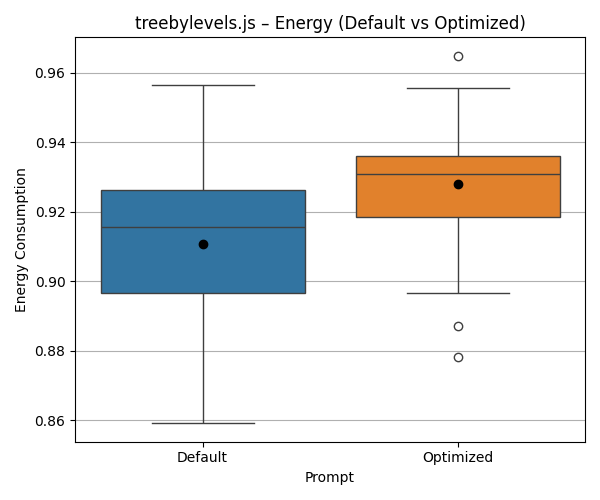 treebylevels.js – Energy (Default vs Optimized)
Energy Consumption
0.96
0.94
0.92
0.90
0.88
0.86
Default
Optimized
Prompt